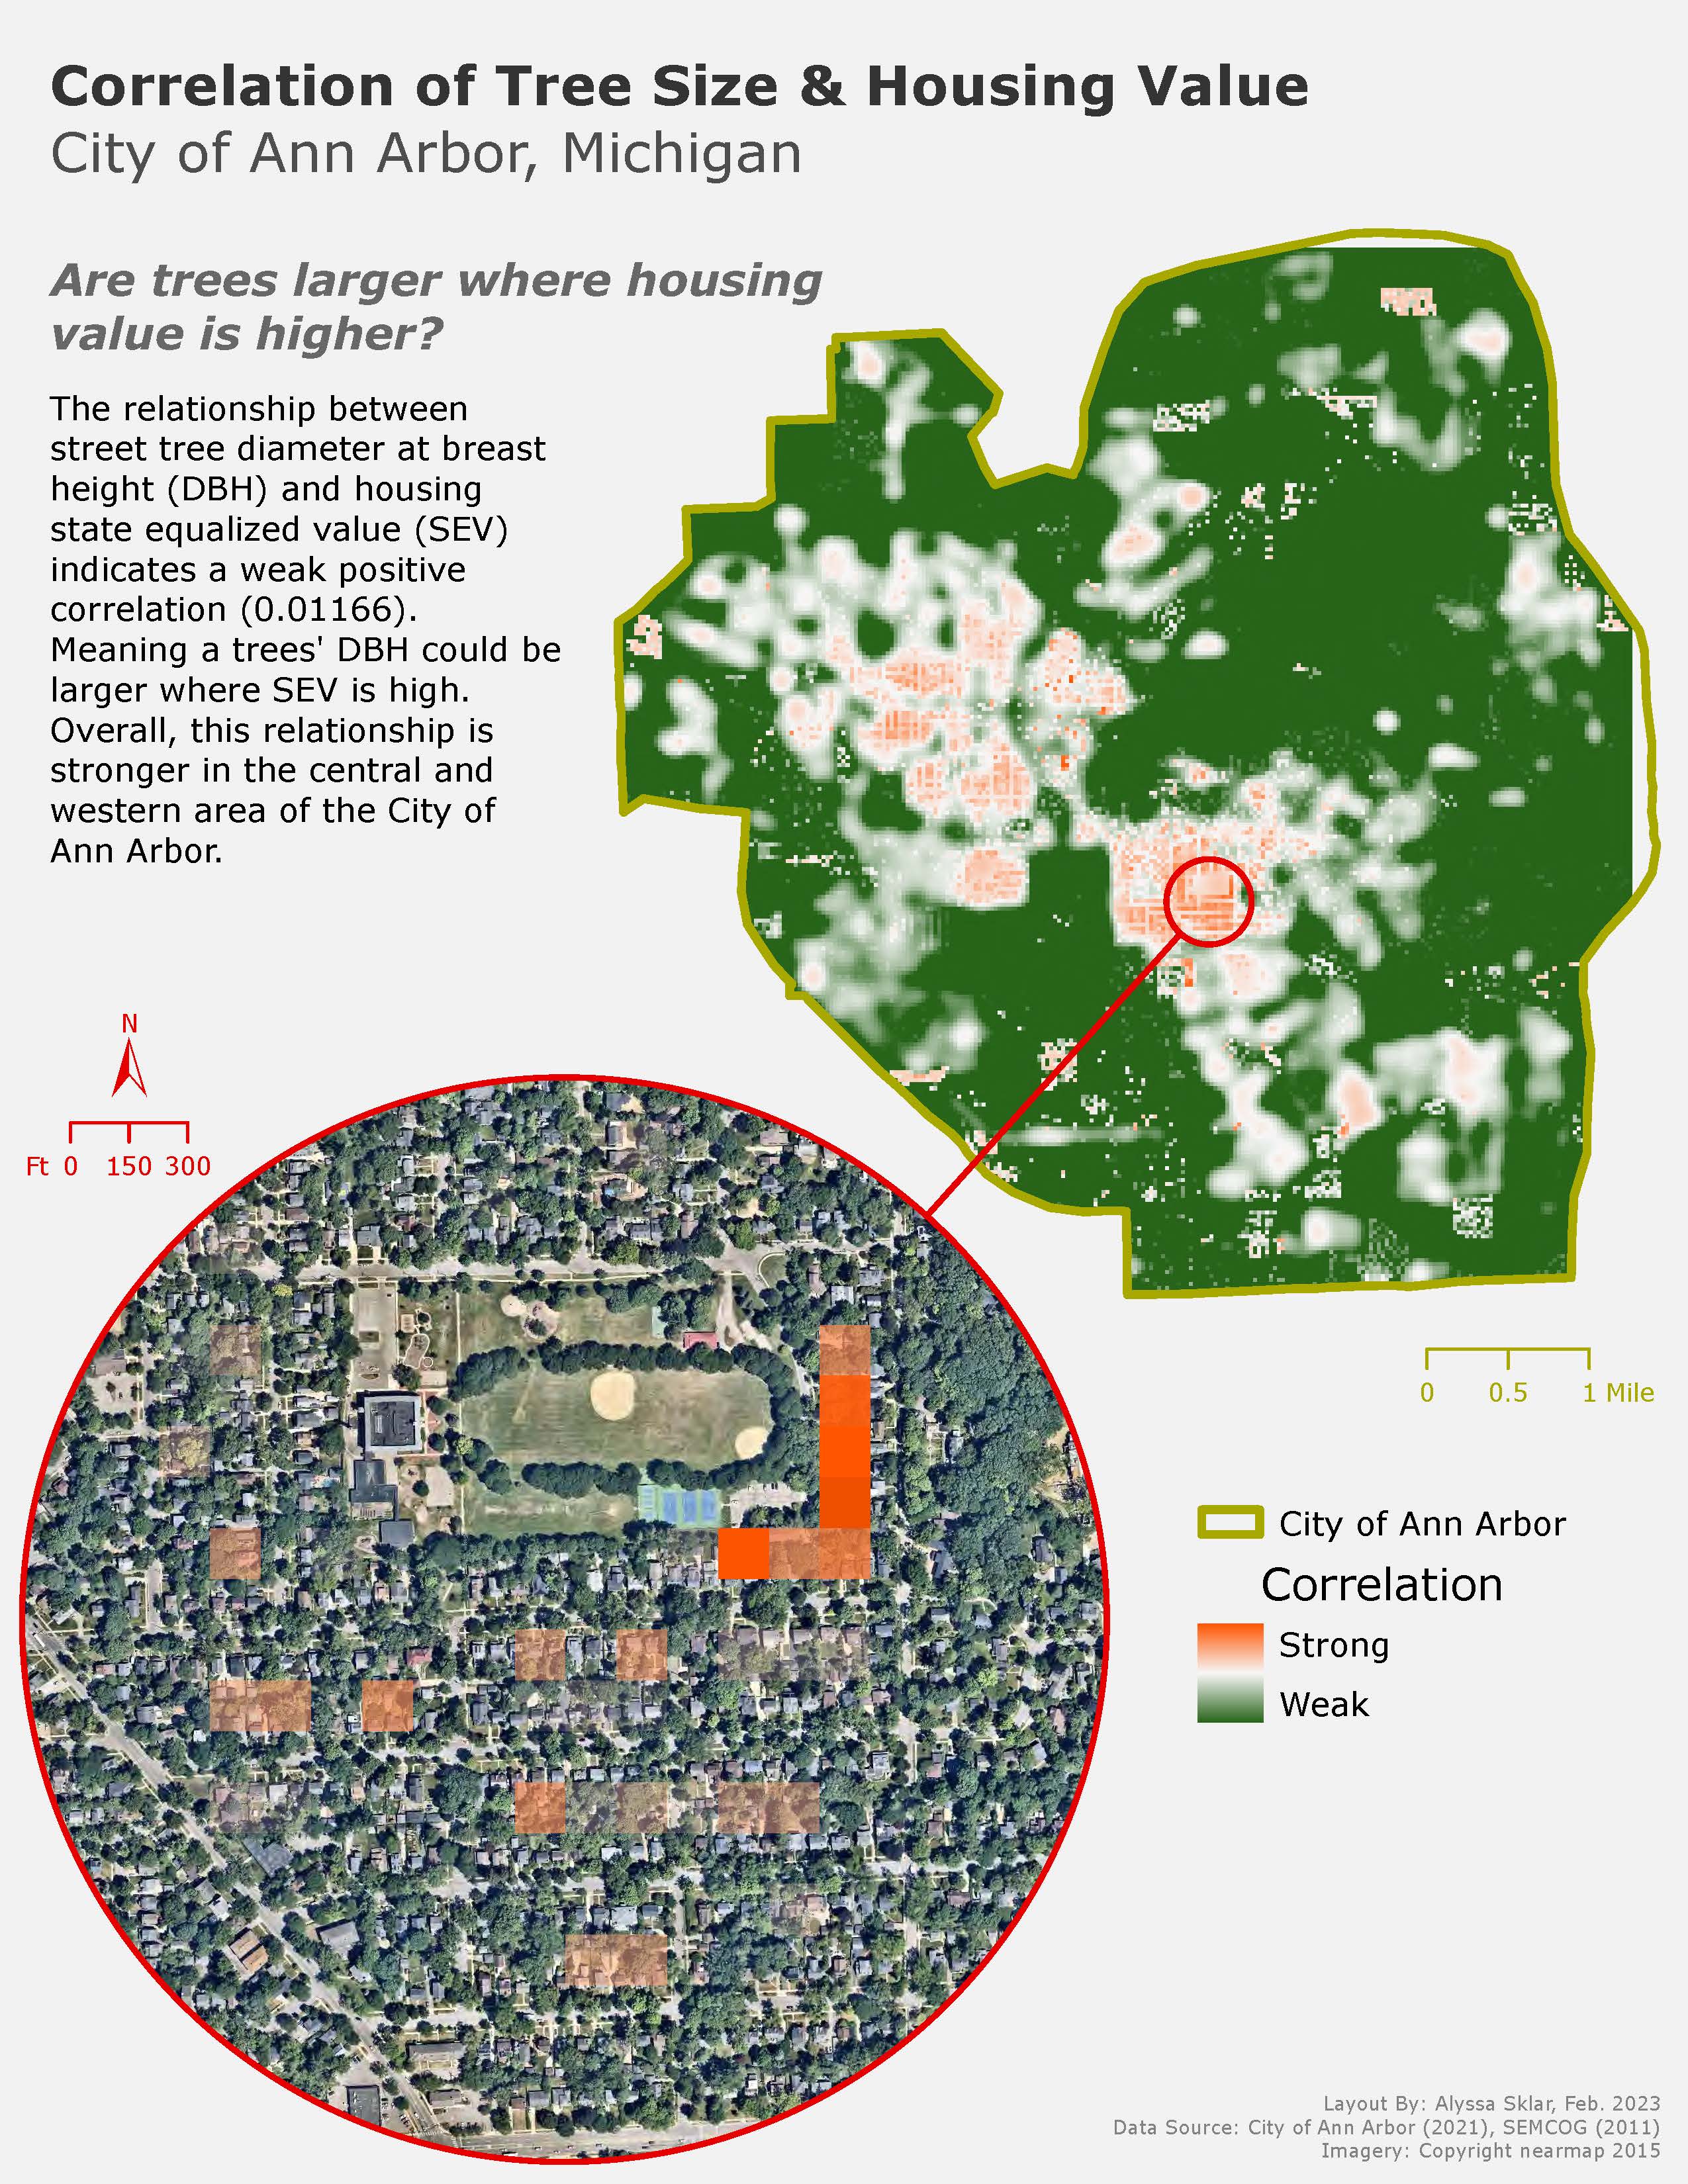 Correlation of Tree Size & Housing Value
City of Ann Arbor, Michigan
Are trees larger where housing
value is higher?
The relationship between
street tree diameter at breast
height (DBH) and housing
state equalized value (SEV)
indicates a weak positive
correlation (0.01166).
Meaning a trees' DBH could be
larger where SEV is high.
Overall, this relationship is
stronger in the central and
western area of the City of
Ann Arbor.
N
Ft 0 150 300
0 0.5 1 Mile
City of Ann Arbor
Correlation
Strong
Weak
Layout By: Alyssa Sklar, Feb. 2023
Data Source: City of Ann Arbor (2021), SEMCOG (2011)
Imagery: Copyright nearmap 2015